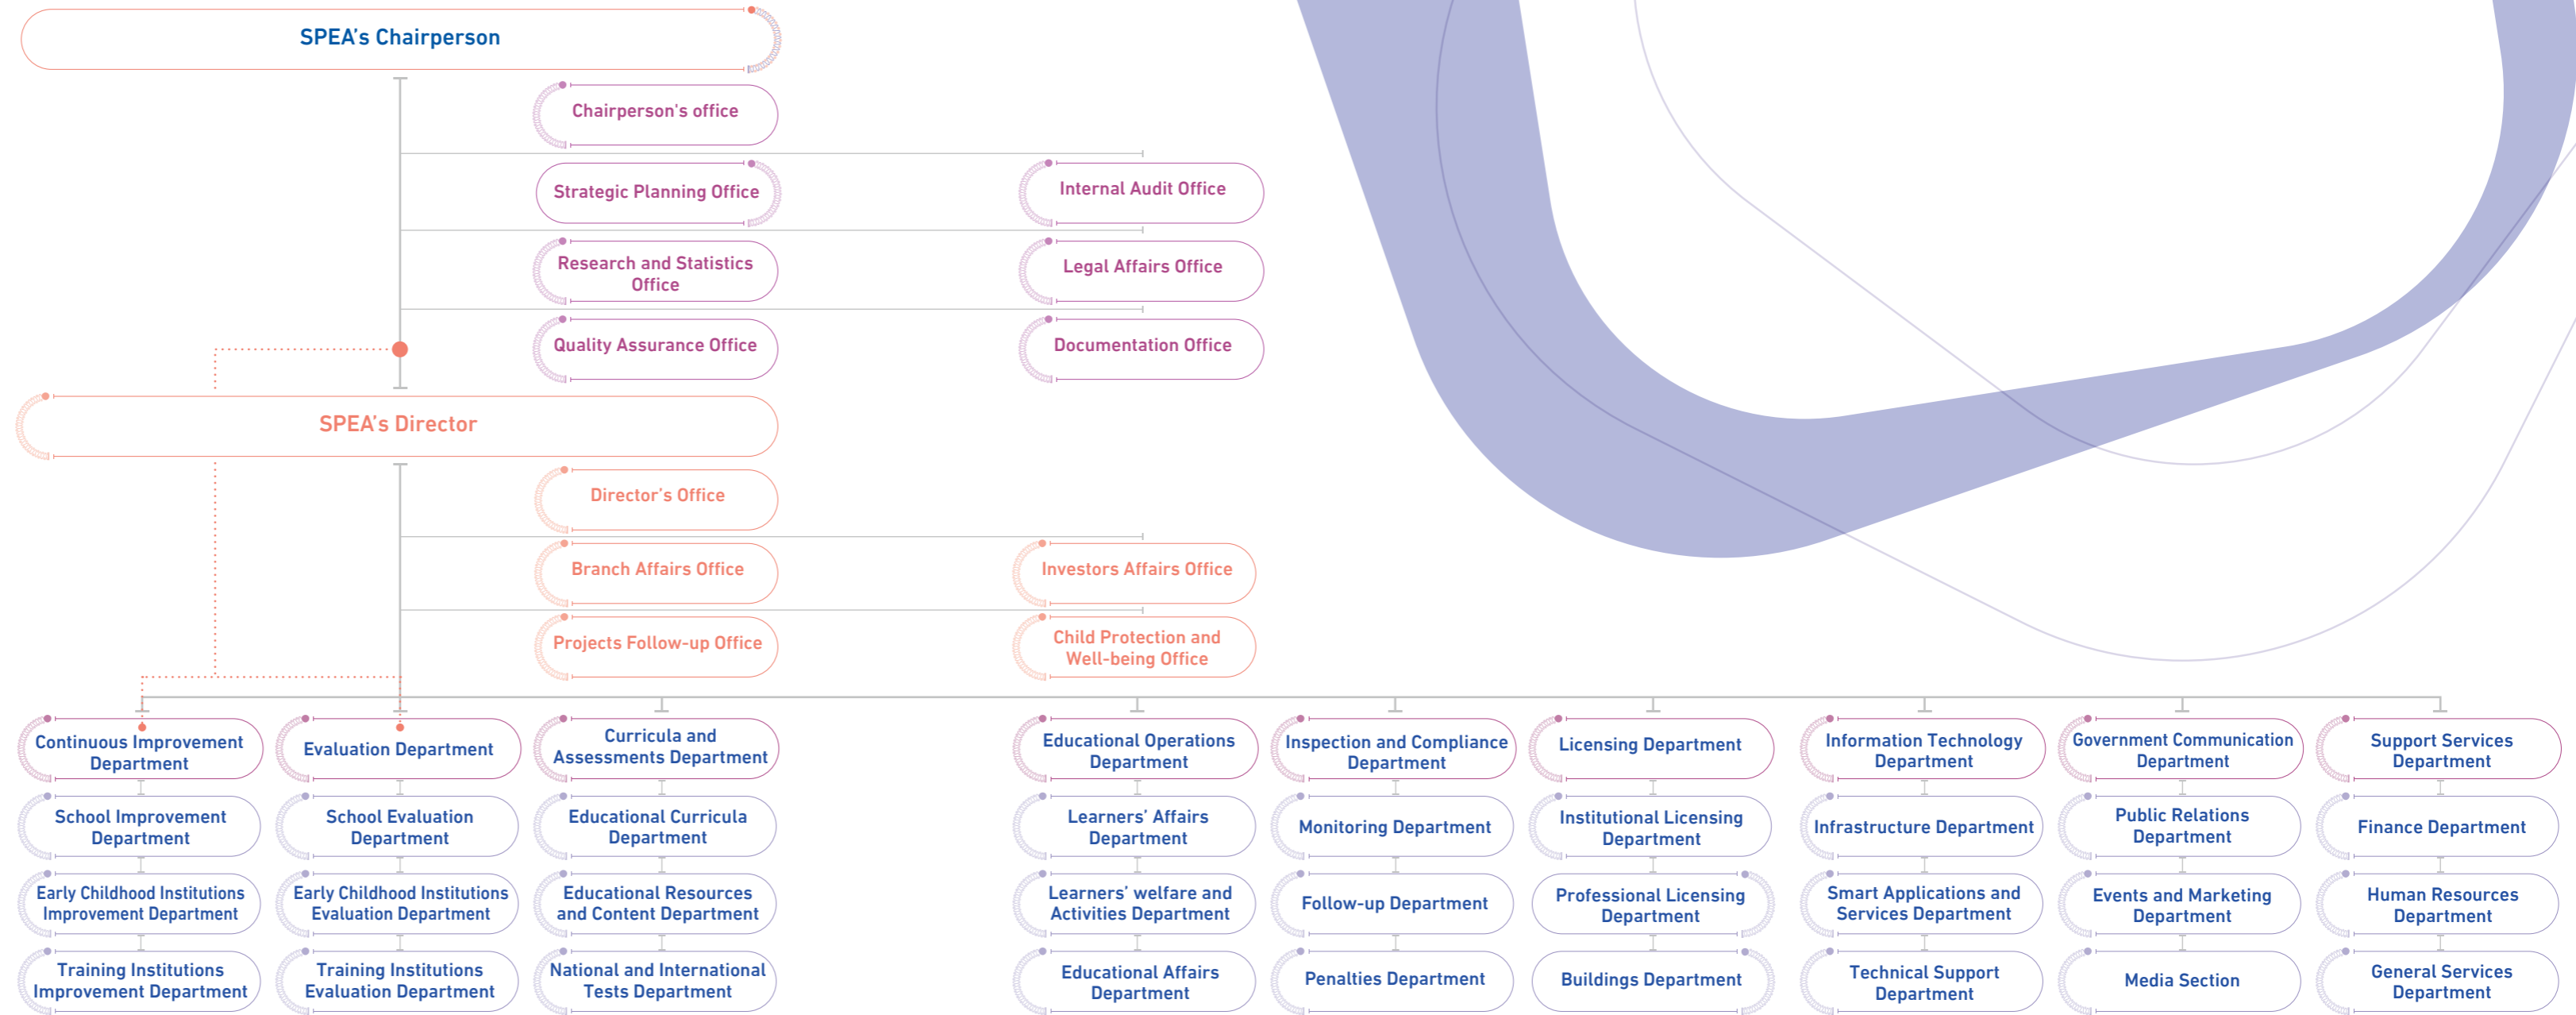 SPEA's Chairperson
Chairperson's office
Strategic Planning Office
Internal Audit Office
Research and Statistics
Office
Legal Affairs Office
Quality Assurance Office
Documentation Office
SPEA's Director
Director's Office
Branch Affairs Office
Investors Affairs Office
Projects Follow-up Office
Child Protection and
Well-being Office
Continuous Improvement
Department
Evaluation Department
Curricula and
Assessments Department
Educational Operations
Department
Inspection and Compliance
Department
Licensing Department
Information Technology
Department
Government Communication
Department
Support Services
Department
School Improvement
Department
School Evaluation
Department
Educational Curricula
Department
Learners' Affairs
Department
Monitoring Department
Institutional Licensing
Department
Infrastructure Department
Public Relations
Department
Finance Department
Early Childhood Institutions
Improvement Department
Early Childhood Institutions
Evaluation Department
Educational Resources
and Content Department
Learners' welfare and
Activities Department
Follow-up Department
Professional Licensing
Department
Smart Applications and
Services Department
Events and Marketing
Department
Human Resources
Department
Training Institutions
Improvement Department
Training Institutions
Evaluation Department
National and International
Tests Department
Educational Affairs
Department
Penalties Department
Buildings Department
Technical Support
Department
Media Section
General Services
Department